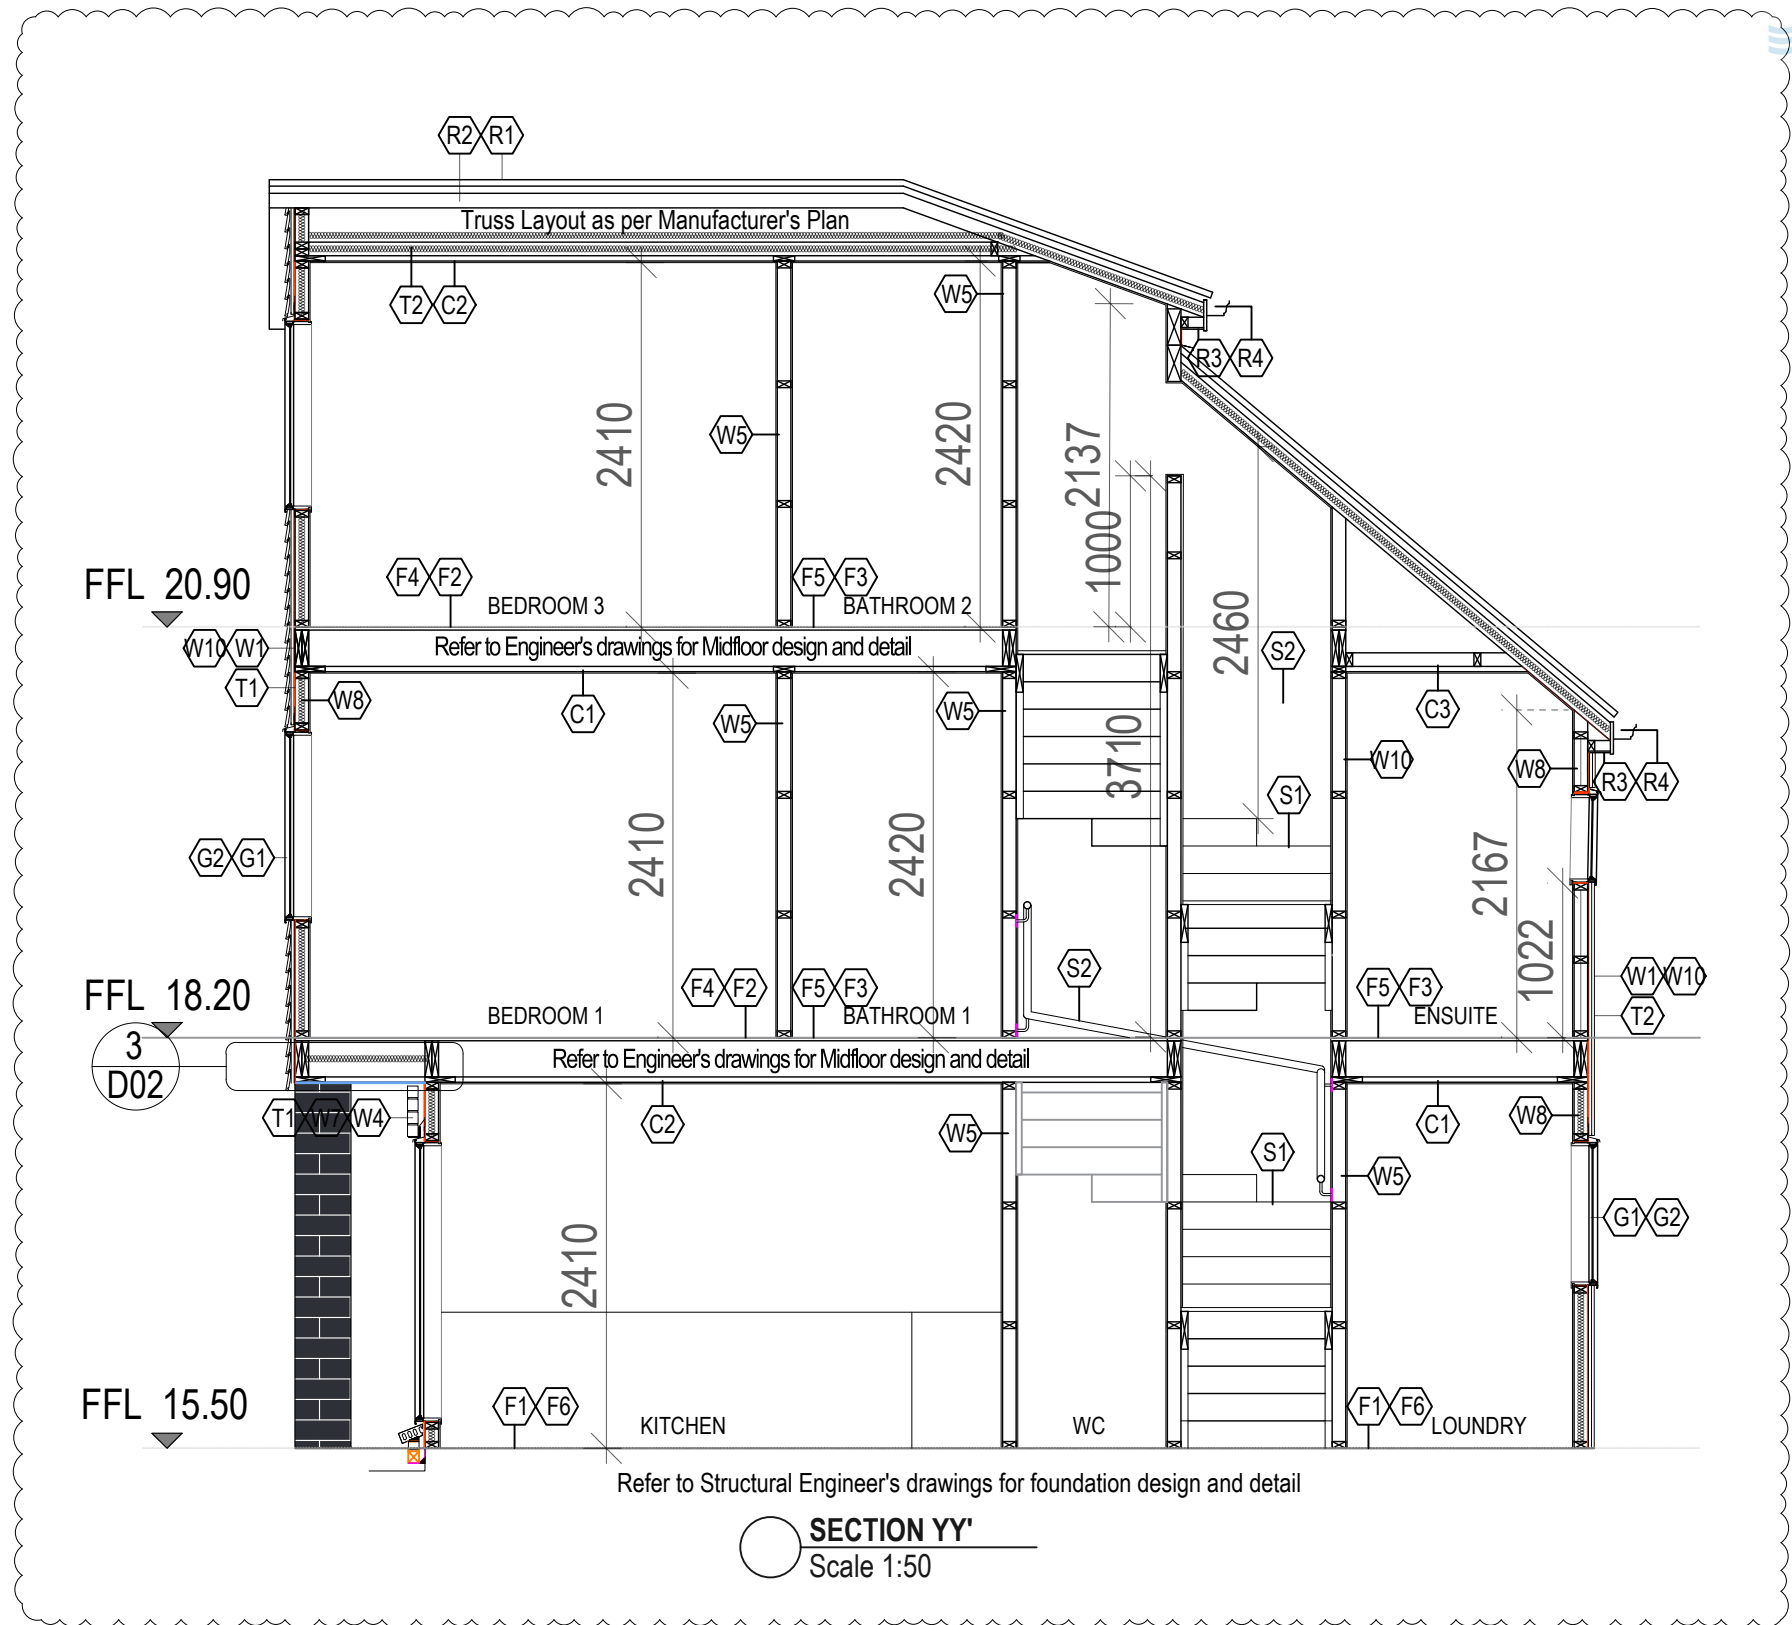 R2 R1
Truss Layout as per Manufacturer's Plan
T2 C2
W5
R3 R4
2410
W5
2420
2137
1000
F4 F2
F5 F3
FFL 20.90
BEDROOM 3
BATHROOM 2
2460
W10 W1
Refer to Engineer's drawings for Midfloor design and detail
S2
T1
W8
C1
W5
W5
C3
3710
W10
W8
R3 R4
S1
G2 G1
2410
2420
2167
1022
F4 F2
F5 F3
S2
F5 F3
W1 W10
FFL 18.20
BEDROOM 1
BATHROOM 1
ENSUITE
T2
3
D02
Refer to Engineer's drawings for Midfloor design and detail
T1 W7 W4
C2
W5
S1
C1
W8
W5
G1 G2
2410
FFL 15.50
F1 F6
KITCHEN
WC
F1 F6
LOUNDRY
Refer to Structural Engineer's drawings for foundation design and detail
SECTION YY'
Scale 1:50